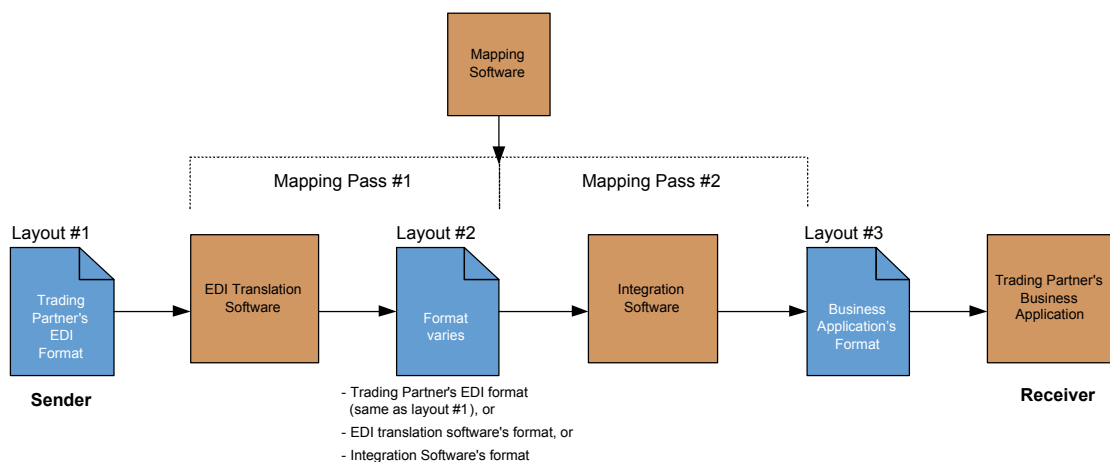 Mapping
Software
Mapping Pass #1
Mapping Pass #2
Layout #1
Layout #2
Layout #3
Trading
Partner's
EDI
Format
EDI Translation
Software
Format
varies
Integration
Software
Business
Application's
Format
Trading Partner's
Business
Application
Sender
Receiver
- Trading Partner's EDI format
(same as layout #1), or
- EDI translation software's format, or
- Integration Software's format